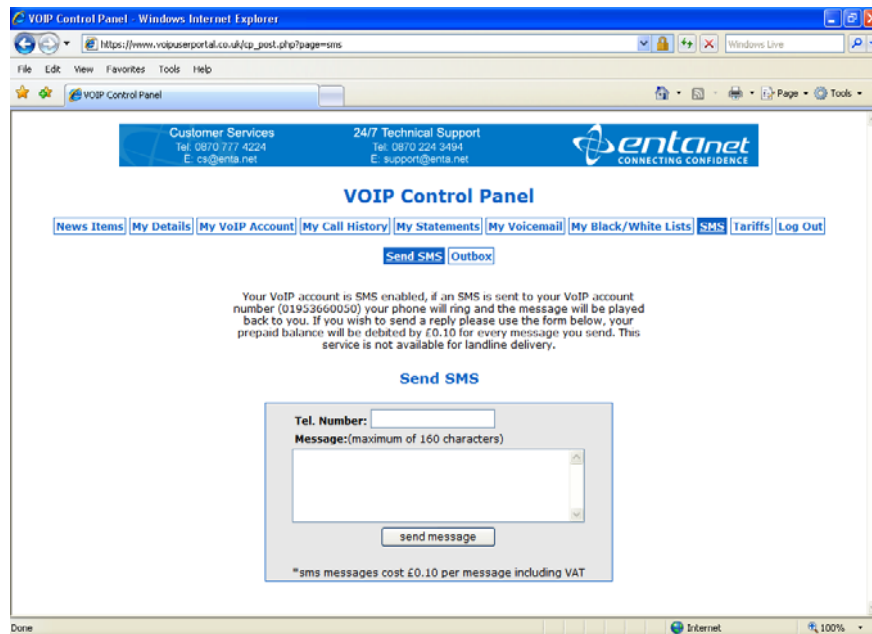 VOIP Control Panel - Windows Internet Explorer
https://www.voipuserportal.co.uk/cp_post.php?page=sms
Windows Live
File Edit View Favorites Tools Help
VOIP Control Panel
Page Tools
Customer Services 24/7 Technical Support
Tel: 0870 777 4224 Tel: 0870 224 3494
E: cs@enta.net E: support@enta.net
entanet
CONNECTING CONFIDENCE
VOIP Control Panel
News Items My Details My VoIP Account My Call History My Statements My Voicemail My Black/White Lists SMS Tariffs Log Out
Send SMS Outbox
Your VoIP account is SMS enabled, if an SMS is sent to your VoIP account
number (01953660050) your phone will ring and the message will be played
back to you. If you wish to send a reply please use the form below, your
prepaid balance will be debited by £0.10 for every message you send. This
service is not available for landline delivery.
Send SMS
Tel. Number:
Message:(maximum of 160 characters)
send message
*sms messages cost £0.10 per message including VAT
Done Internet 100%